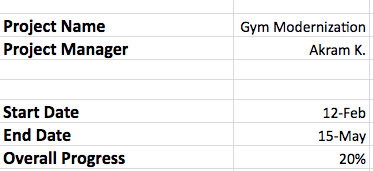 Project Name Gym Modernization
Project Manager Akram K.
Start Date 12-Feb
End Date 15-May
Overall Progress 20%